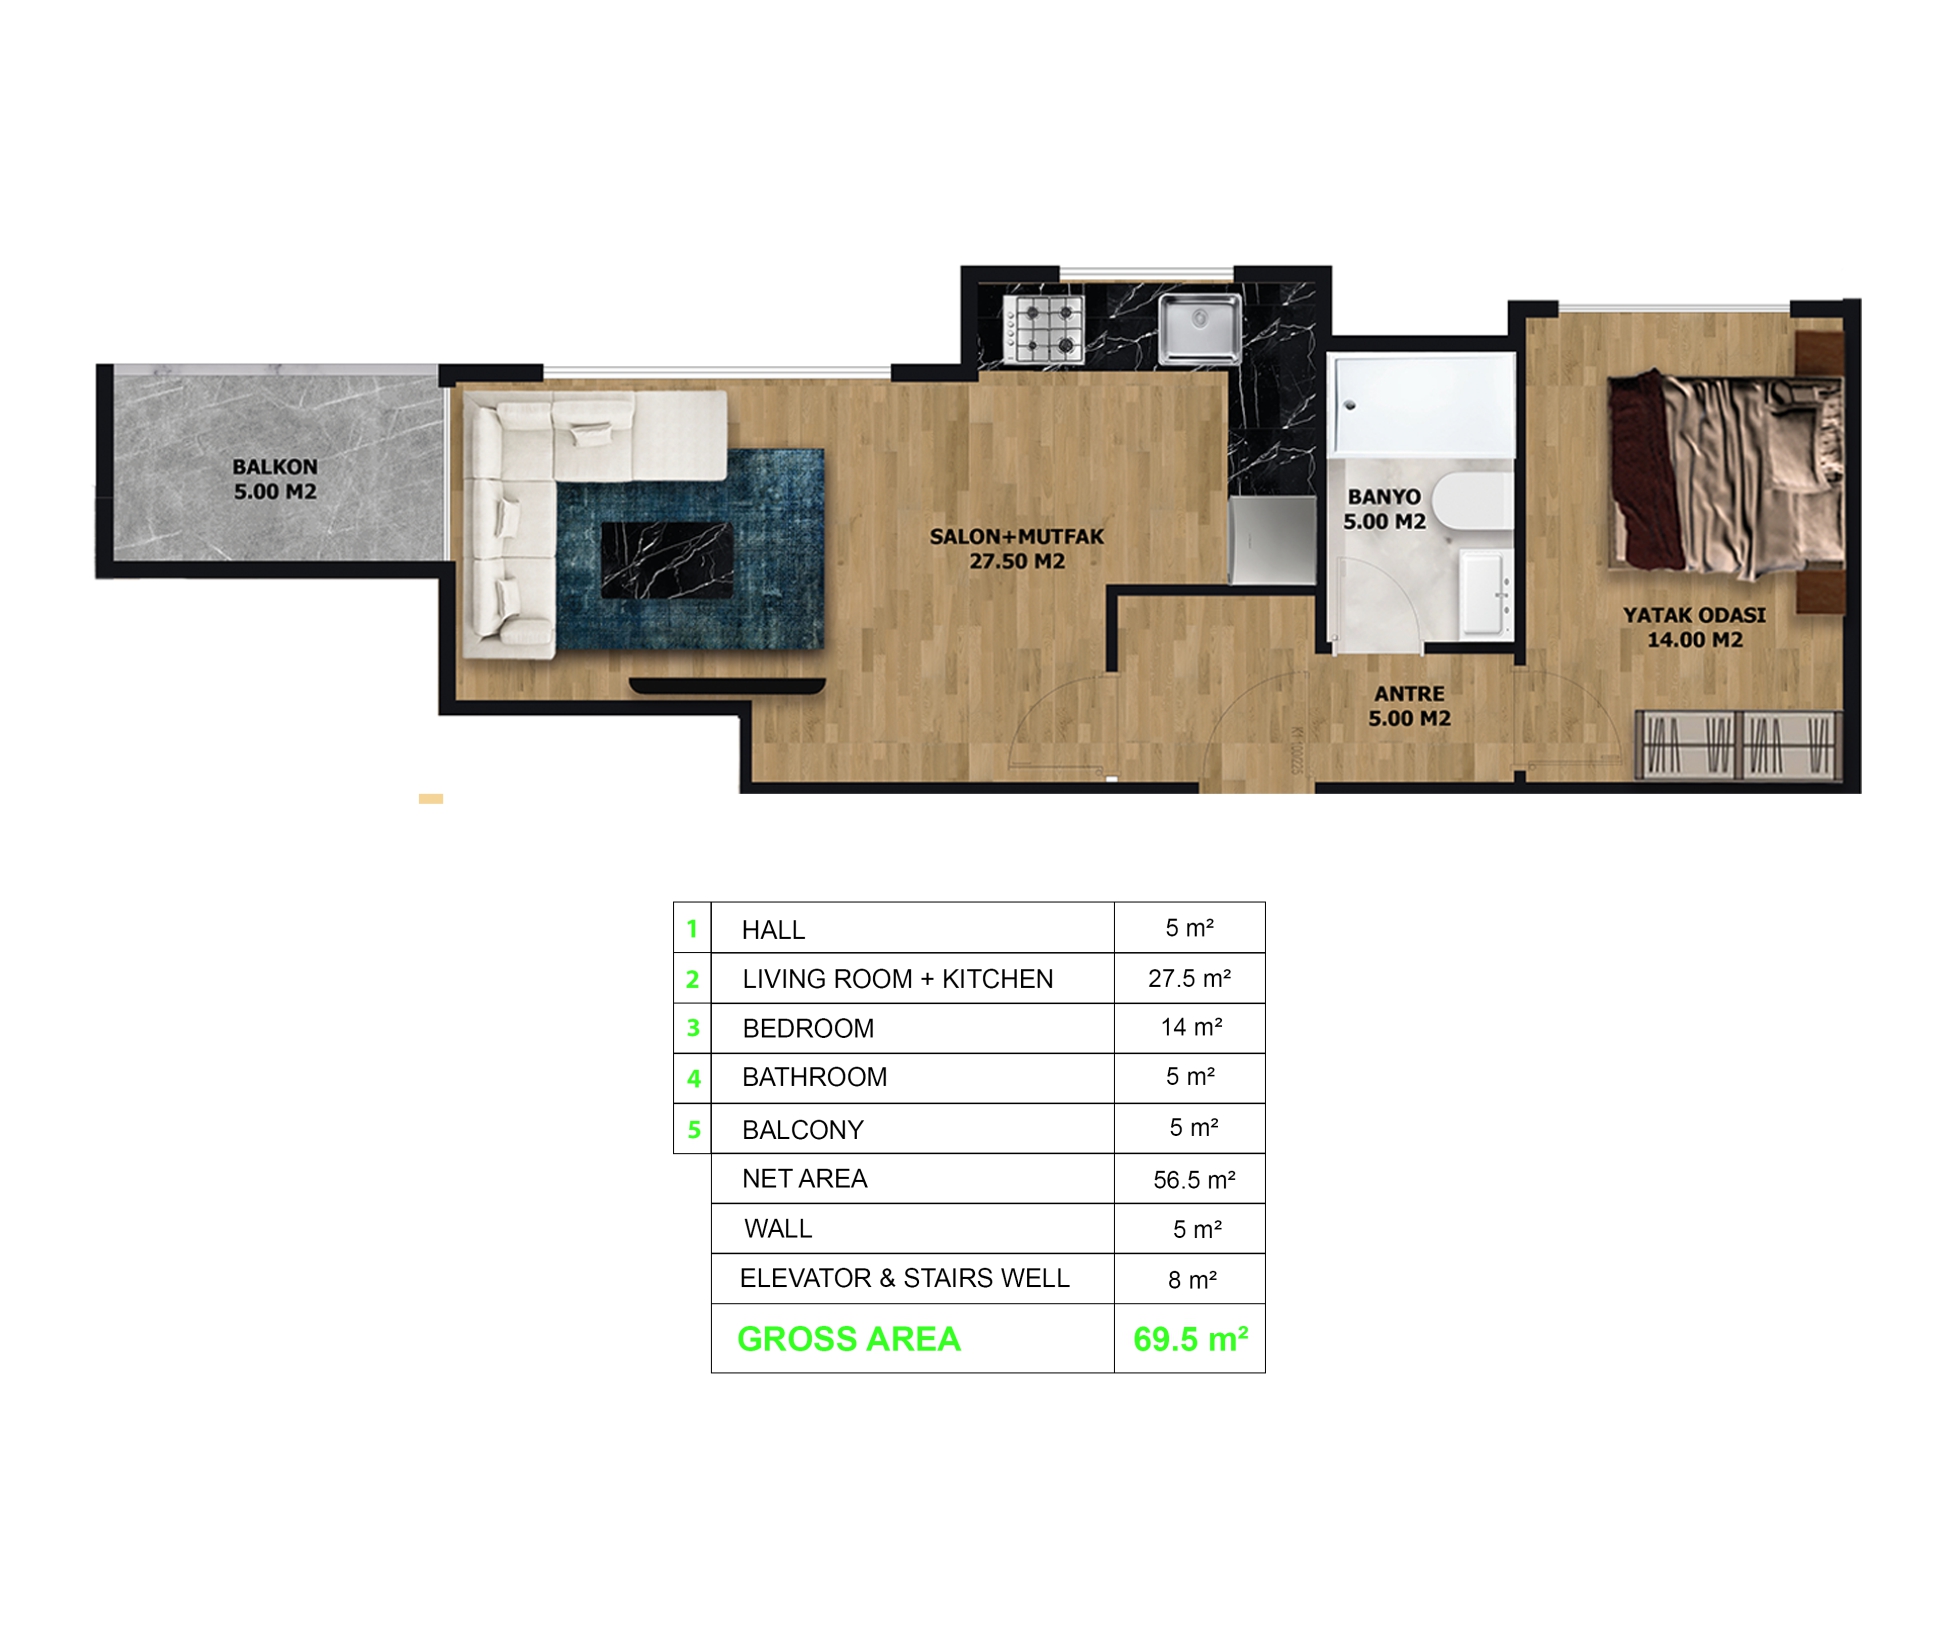 BALKON
5.00 M2
SALON+MUTFAK
27.50 M2
BANYO
5.00 M2
YATAK ODASI
14.00 M2
ANTRE
5.00 M2
1 HALL 5 m²
2 LIVING ROOM + KITCHEN 27.5 m²
3 BEDROOM 14 m²
4 BATHROOM 5 m²
5 BALCONY 5 m²
NET AREA 56.5 m²
WALL 5 m²
ELEVATOR & STAIRS WELL 8 m²
GROSS AREA 69.5 m²